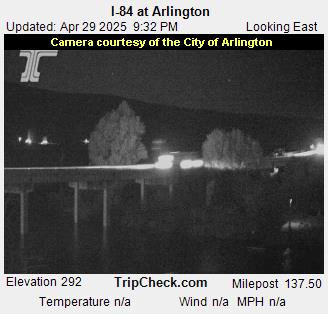 I-84 at Arlington
Updated: Apr 29 2025 9:32 PM Looking East
Camera courtesy of the City of Arlington
Elevation 292 TripCheck.com Milepost 137.50
Temperature n/a Wind n/a MPH n/a